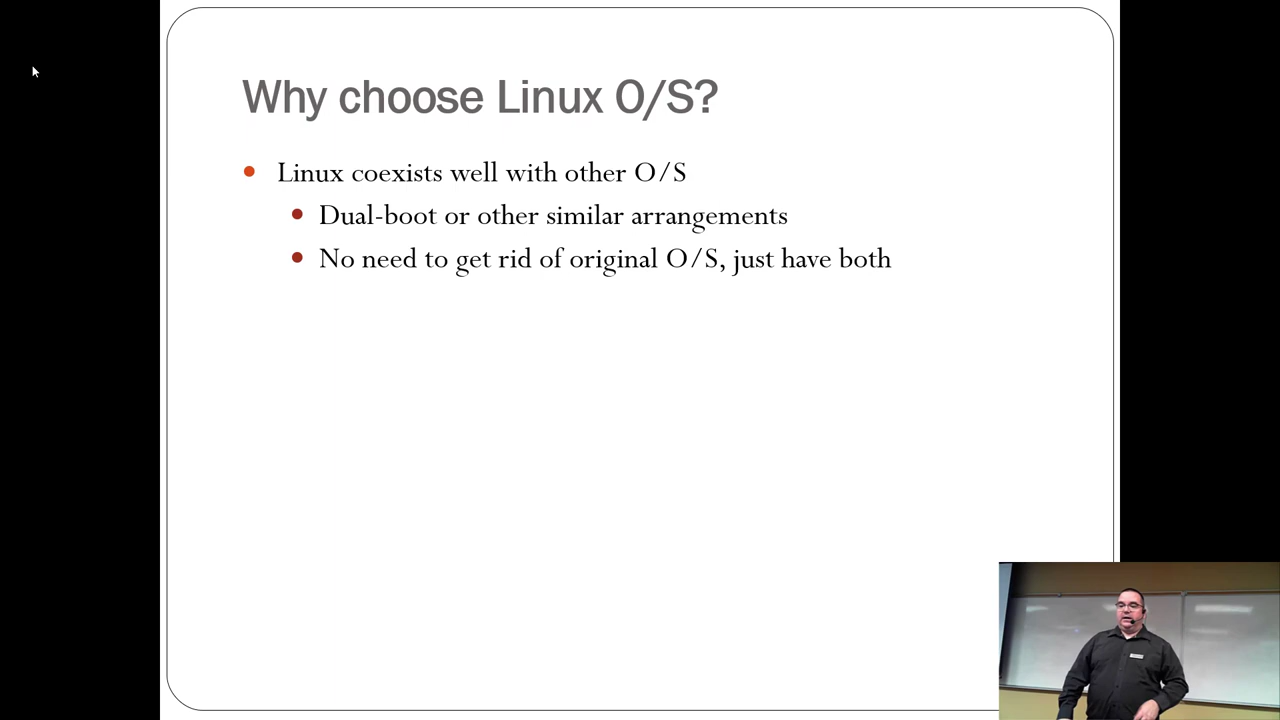 Why choose Linux O/S?
Linux coexists well with other O/S
Dual-boot or other similar arrangements
No need to get rid of original O/S, just have both